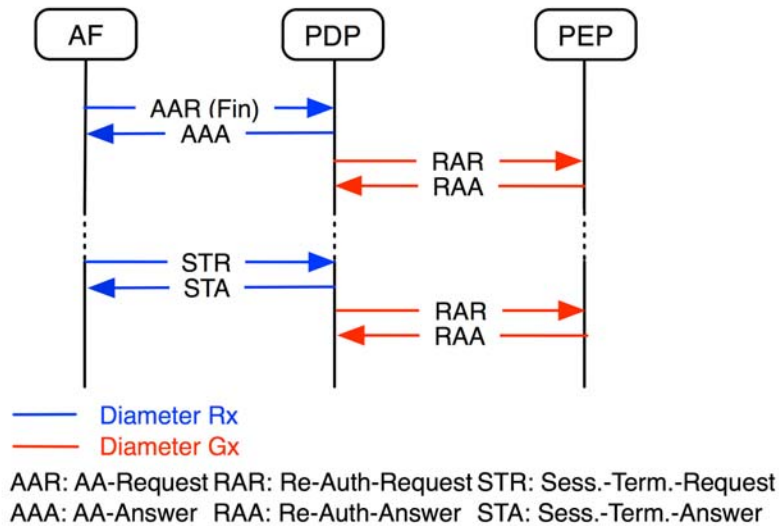 AF PDP PEP
AAR (Fin)
AAA
RAR
RAA
STR
STA
RAR
RAA
Diameter Rx
Diameter Gx
AAR: AA-Request RAR: Re-Auth-Request STR: Sess.-Term.-Request
AAA: AA-Answer RAA: Re-Auth-Answer STA: Sess.-Term.-Answer